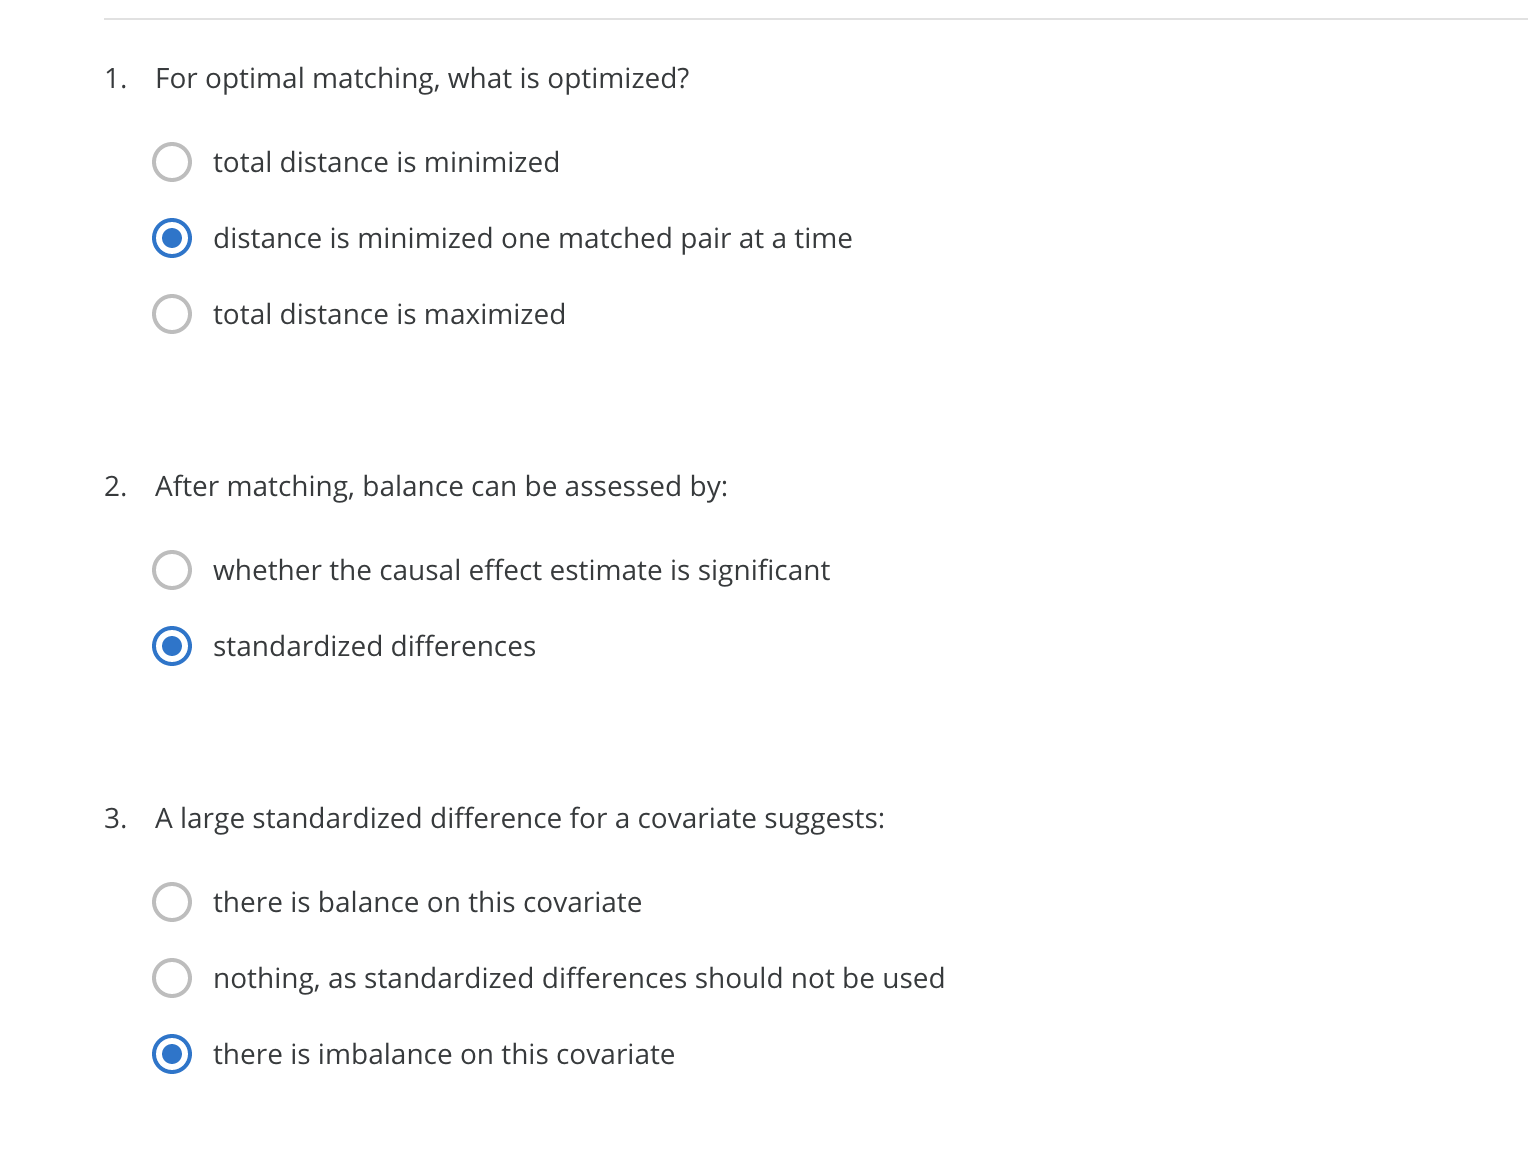 1. For optimal matching, what is optimized?
total distance is minimized
distance is minimized one matched pair at a time
total distance is maximized
2. After matching, balance can be assessed by:
whether the causal effect estimate is significant
standardized differences
3. A large standardized difference for a covariate suggests:
there is balance on this covariate
nothing, as standardized differences should not be used
there is imbalance on this covariate